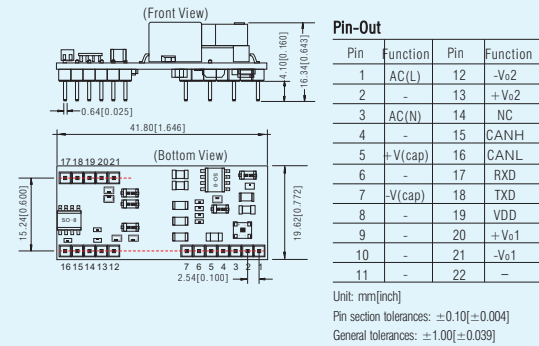 (Front View)
4.10[0.160]
16.34[0.643]
0.64[0.025]
41.80[1.646]
(Bottom View)
17 18 19 20 21
SO-8
SO-8
15.24[0.600]
19.62[0.772]
16 15 14 13 12
7 6 5 4 3 2 1
2.54[0.100]
Pin-Out
Pin Function Pin Function
1 AC(L) 12 -Vo2
2 - 13 +Vo2
3 AC(N) 14 NC
4 - 15 CANH
5 +V(cap) 16 CANL
6 - 17 RXD
7 -V(cap) 18 TXD
8 - 19 VDD
9 - 20 +Vo1
10 - 21 -Vo1
11 - 22 –
Unit: mm[inch]
Pin section tolerances: ±0.10[±0.004]
General tolerances: ±1.00[±0.039]